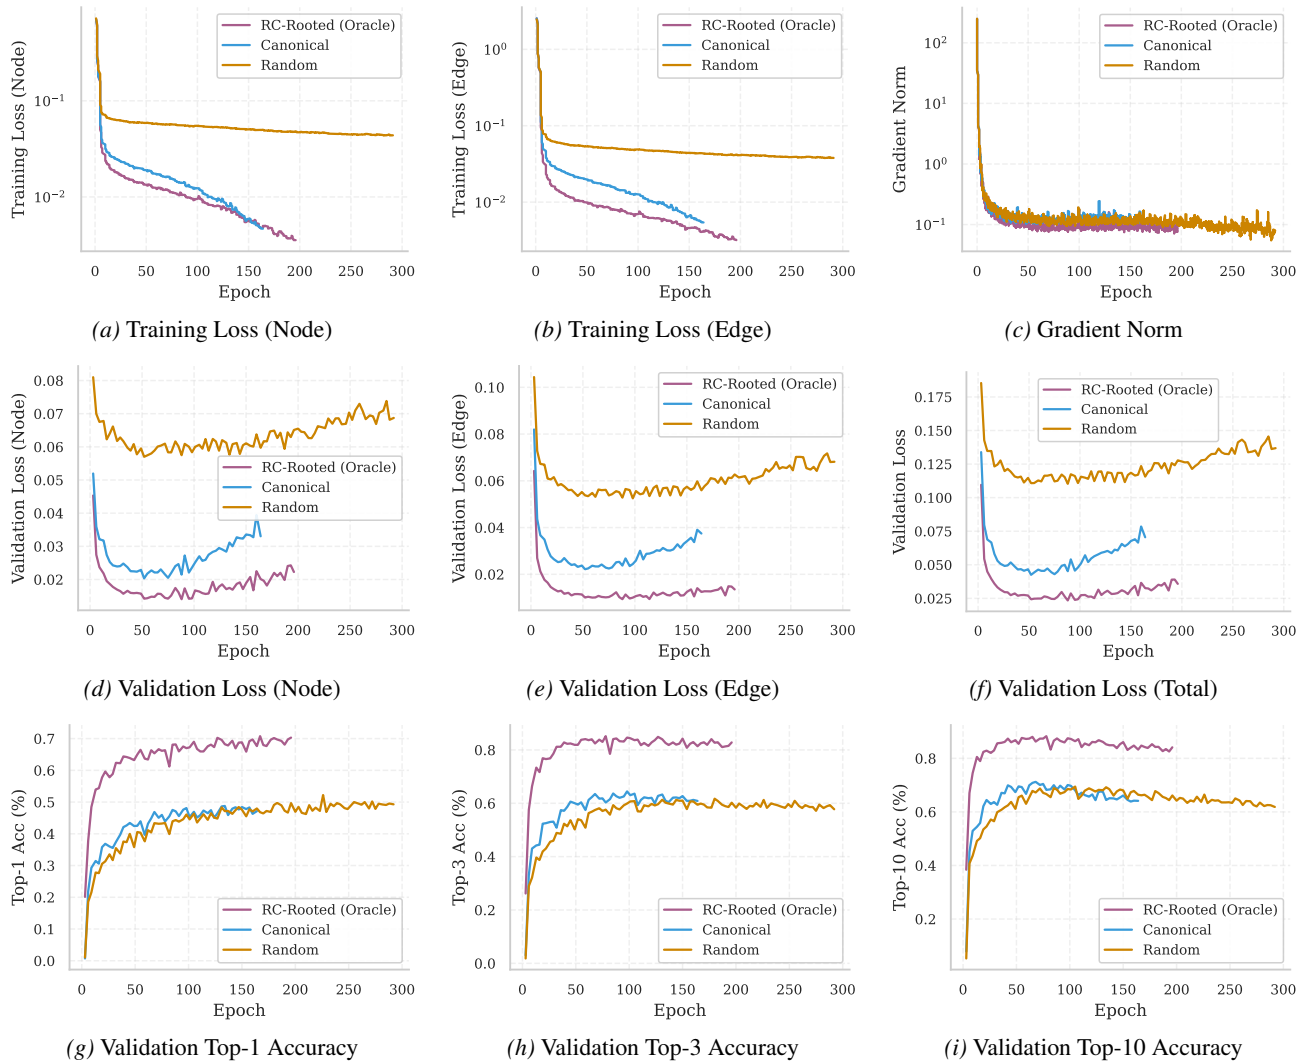 Training Loss (Node)
10⁻¹
10⁻²
0 50 100 150 200 250 300
Epoch
RC-Rooted (Oracle)
Canonical
Random
(a) Training Loss (Node)
Training Loss (Edge)
10⁰
10⁻¹
10⁻²
0 50 100 150 200 250 300
Epoch
RC-Rooted (Oracle)
Canonical
Random
(b) Training Loss (Edge)
Gradient Norm
10²
10¹
10⁰
10⁻¹
0 50 100 150 200 250 300
Epoch
RC-Rooted (Oracle)
Canonical
Random
(c) Gradient Norm
Validation Loss (Node)
0.08
0.07
0.06
0.05
0.04
0.03
0.02
0 50 100 150 200 250 300
Epoch
RC-Rooted (Oracle)
Canonical
Random
(d) Validation Loss (Node)
Validation Loss (Edge)
0.10
0.08
0.06
0.04
0.02
0 50 100 150 200 250 300
Epoch
RC-Rooted (Oracle)
Canonical
Random
(e) Validation Loss (Edge)
Validation Loss
0.175
0.150
0.125
0.100
0.075
0.050
0.025
0 50 100 150 200 250 300
Epoch
RC-Rooted (Oracle)
Canonical
Random
(f) Validation Loss (Total)
Top-1 Acc (%)
0.7
0.6
0.5
0.4
0.3
0.2
0.1
0.0
0 50 100 150 200 250 300
Epoch
RC-Rooted (Oracle)
Canonical
Random
(g) Validation Top-1 Accuracy
Top-3 Acc (%)
0.8
0.6
0.4
0.2
0.0
0 50 100 150 200 250 300
Epoch
RC-Rooted (Oracle)
Canonical
Random
(h) Validation Top-3 Accuracy
Top-10 Acc (%)
0.8
0.6
0.4
0.2
0 50 100 150 200 250 300
Epoch
RC-Rooted (Oracle)
Canonical
Random
(i) Validation Top-10 Accuracy